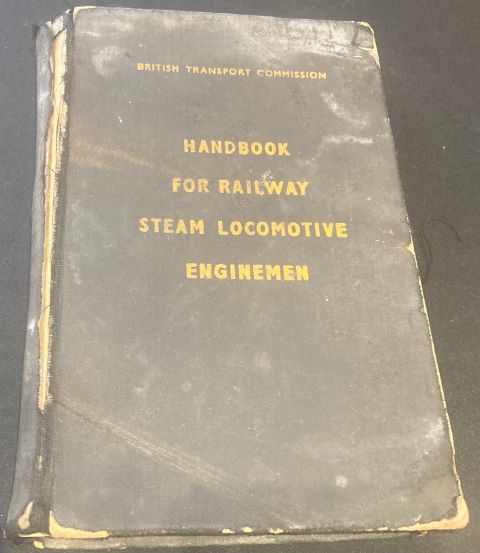 BRITISH TRANSPORT COMMISSION
HANDBOOK
FOR RAILWAY
STEAM LOCOMOTIVE
ENGINEMEN